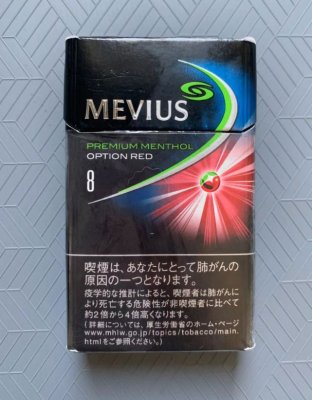 MEVIUS
PREMIUM MENTHOL
OPTION RED
8
喫煙は、あなたにとって肺がんの
原因の一つとなります。
疫学的な推計によると、喫煙者は肺がんに
より死亡する危険性が非喫煙者に比べて
約2倍から4倍高くなります。
(詳細については、厚生労働省のホーム・ページ
www.mhlw.go.jp/topics/tobacco/main.
htmlをご参照ください。)